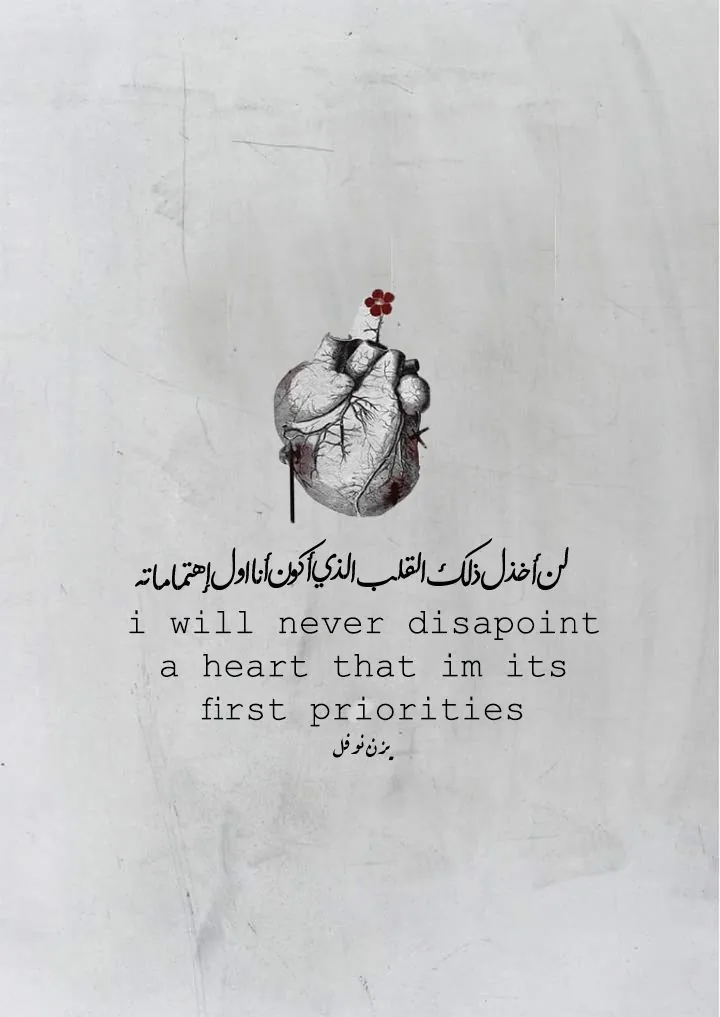 لن أخذل ذلك القلب الذي أكون أنا اول إهتماماته
i will never disapoint
a heart that im its
first priorities
يزن نوفل